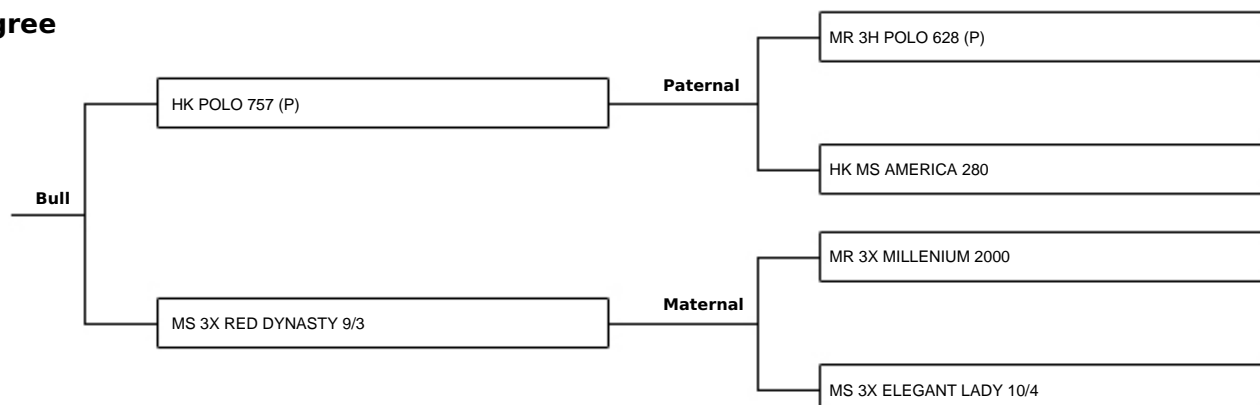 gree
MR 3H POLO 628 (P)
Paternal
HK POLO 757 (P)
HK MS AMERICA 280
Bull
MR 3X MILLENIUM 2000
Maternal
MS 3X RED DYNASTY 9/3
MS 3X ELEGANT LADY 10/4